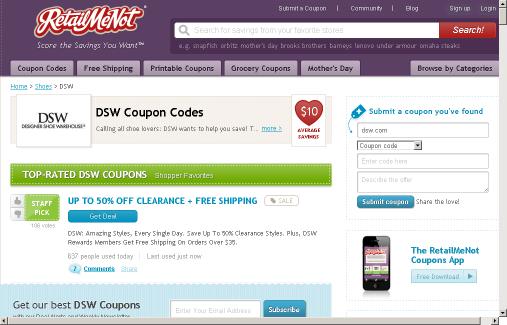 Submit a Coupon | Community | Blog Sign up Login
RetailMeNot
Score the Savings You Want™
Search for savings from your favorite stores
Search!
e.g. snapfish orbitz mother's day brooks brothers bameys lenovo under armour omaha steaks
Coupon Codes Free Shipping Printable Coupons Grocery Coupons Mother's Day Browse by Categories
Home > Shoes > DSW
DSW
DESIGNER SHOE WAREHOUSE
DSW Coupon Codes
Calling all shoe lovers: DSW wants to help you save! T... more >
$10
AVERAGE
SAVINGS
Submit a coupon you've found
dsw.com
Coupon code
Enter code here
Describe the offer
Submit coupon Share the love!
TOP-RATED DSW COUPONS Shopper Favorites
STAFF
PICK
UP TO 50% OFF CLEARANCE + FREE SHIPPING
SALE
Get Deal
DSW: Amazing Styles, Every Single Day. Save Up To 50% Clearance Styles. Plus, DSW
Rewards Members Get Free Shipping On Orders Over $35.
637 people used today | Last used just now
Comments Share
The RetailMeNot
Coupons App
Free Download
Get our best DSW Coupons
with our Deal Alerts and Weekly Newsletter
Enter Your Email Address
Subscribe